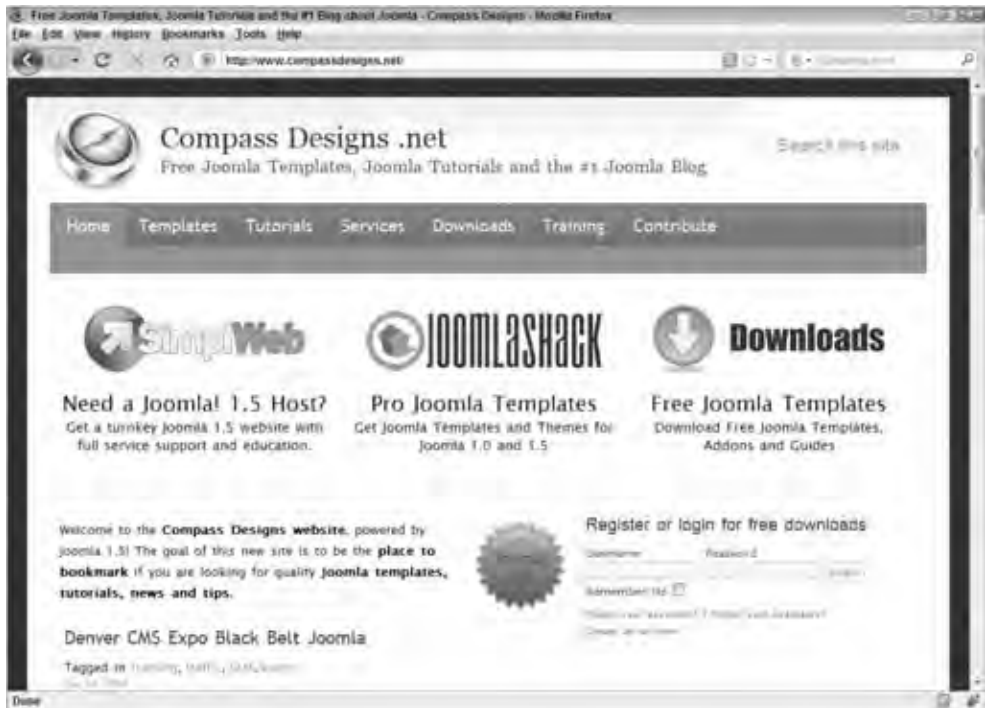 Free Joomla Templates, Joomla Tutorials and the #1 Blog about Joomla - Compass Designs - Mozilla Firefox
File Edit View History Bookmarks Tools Help
http://www.compassdesigns.net/
Compass Designs .net
Free Joomla Templates, Joomla Tutorials and the #1 Joomla Blog
Search this site
Home Templates Tutorials Services Downloads Training Contribute
SimplWeb
JOOMLASHACK
Downloads
Need a Joomla! 1.5 Host?
Get a turnkey Joomla 1.5 website with
full service support and education.
Pro Joomla Templates
Get Joomla Templates and Themes for
Joomla 1.0 and 1.5
Free Joomla Templates
Download Free Joomla Templates,
Addons and Guides
Welcome to the Compass Designs website, powered by
Joomla 1.5! The goal of this new site is to be the place to
bookmark if you are looking for quality Joomla templates,
tutorials, news and tips.
Register or login for free downloads
Username Password
Remember me
Denver CMS Expo Black Belt Joomla
Tagged in training,
Done